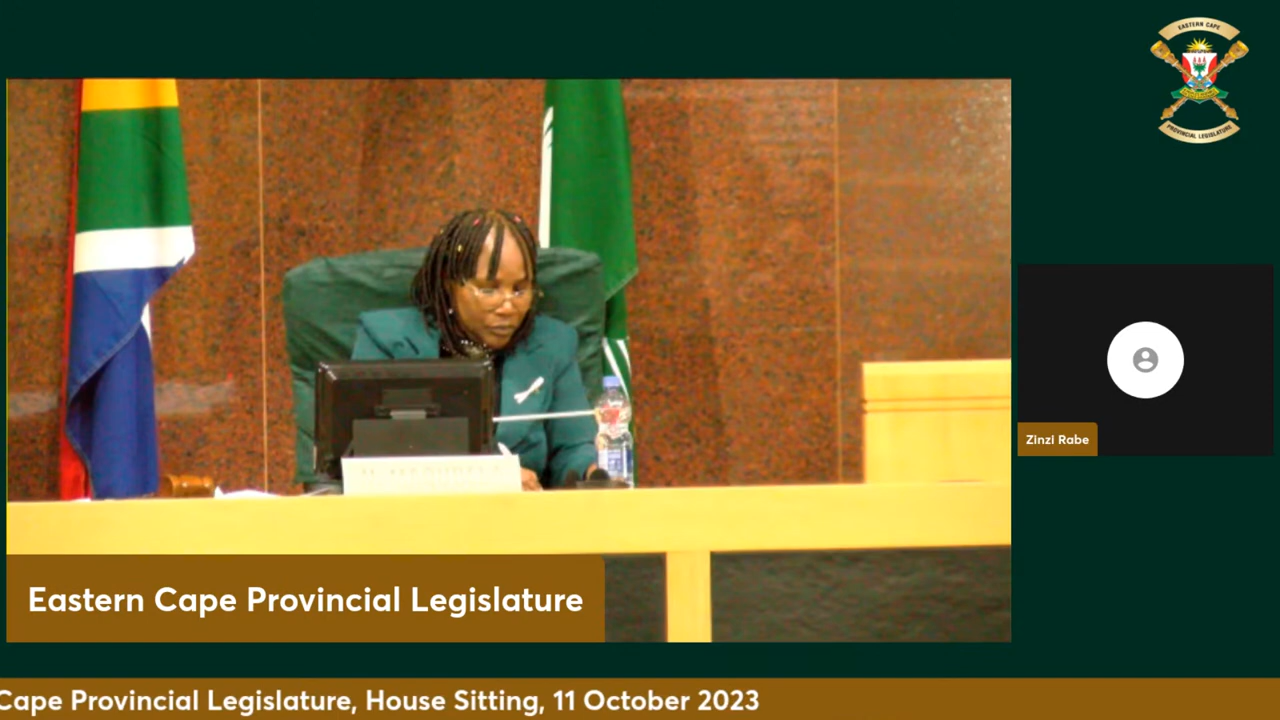 EASTERN CAPE
PROVINCIAL LEGISLATURE
Zinzi Rabe
Eastern Cape Provincial Legislature
Cape Provincial Legislature, House Sitting, 11 October 2023